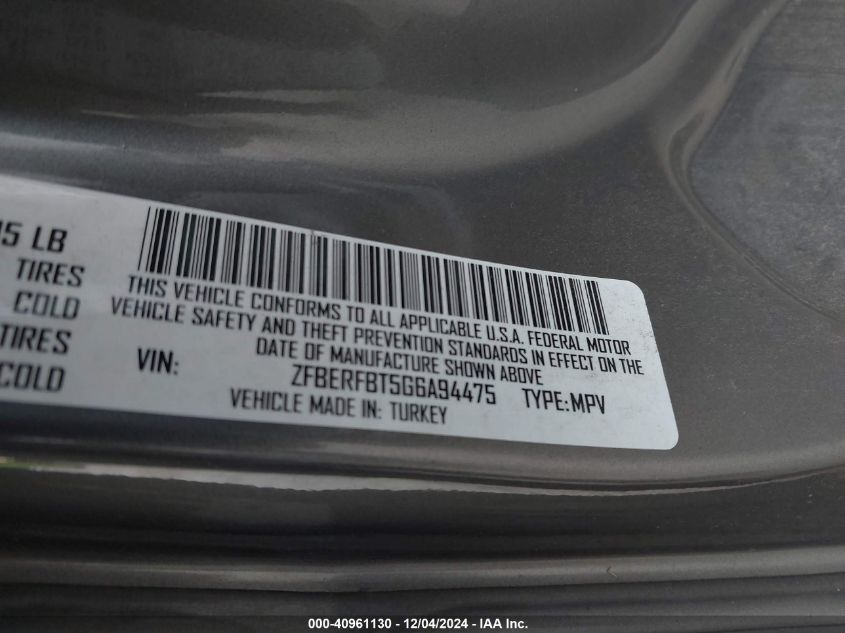 15 LB
TIRES
COLD
TIRES
COLD
THIS VEHICLE CONFORMS TO ALL APPLICABLE U.S.A. FEDERAL MOTOR
VEHICLE SAFETY AND THEFT PREVENTION STANDARDS IN EFFECT ON THE
DATE OF MANUFACTURE SHOWN ABOVE
VIN: ZFBERFBT5G6A94475 TYPE:MPV
VEHICLE MADE IN: TURKEY
000-40961130 - 12/04/2024 - IAA Inc.